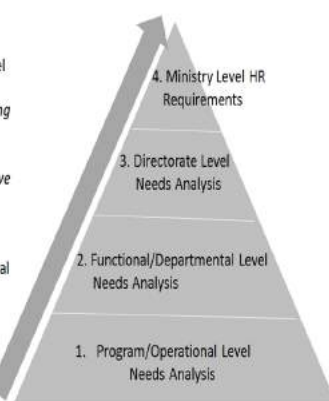 4. Ministry Level HR
Requirements
3. Directorate Level
Needs Analysis
2. Functional/Departmental Level
Needs Analysis
1. Program/Operational Level
Needs Analysis